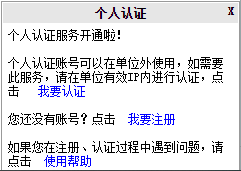 个人认证 X
个人认证服务开通啦！
个人认证账号可以在单位外使用，如需要
此服务，请在单位有效IP内进行认证，点
击 我要认证
您还没有账号？点击 我要注册
如果您在注册、认证过程中遇到问题，请
点击 使用帮助